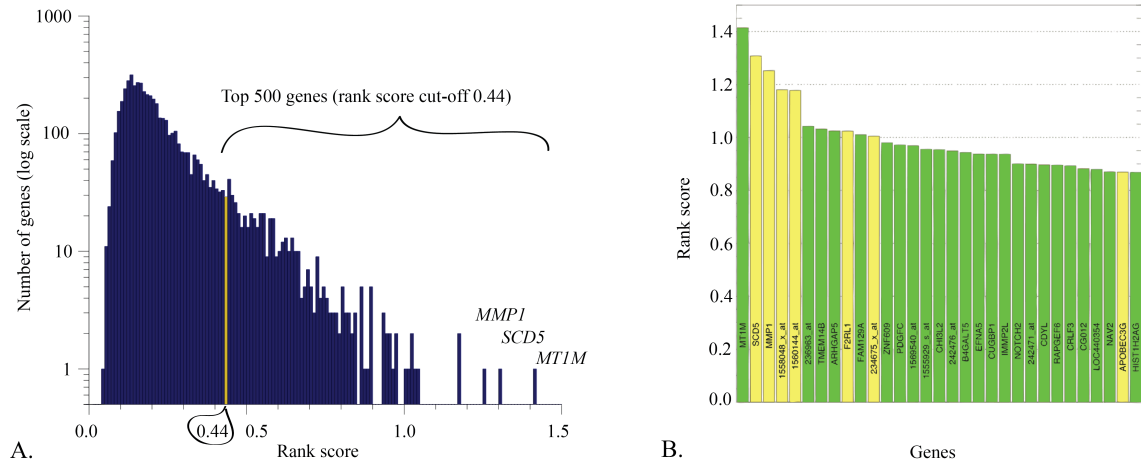 1000
100
10
1
Number of genes (log scale)
Top 500 genes (rank score cut-off 0.44)
MMP1
SCD5
MT1M
0.0
0.44
0.5
1.0
1.5
Rank score
A.
1.4
1.2
1.0
0.8
0.6
0.4
0.2
0.0
Rank score
MT1M
SCD5
MMP1
1558048_x_at
1560144_at
236963_at
TMEM14B
ARHGAP5
F2RL1
FAM129A
234675_x_at
ZNF609
PDGFC
1569540_at
1555929_s_at
CHI3L2
242476_at
B4GALT5
EFNA5
CUGBP1
IMMP2L
NOTCH2
242471_at
CDYL
RAPGEF6
CRLF3
CG012
LOC440354
NAV2
APOBEC3G
HIST1H2AG
B.
Genes